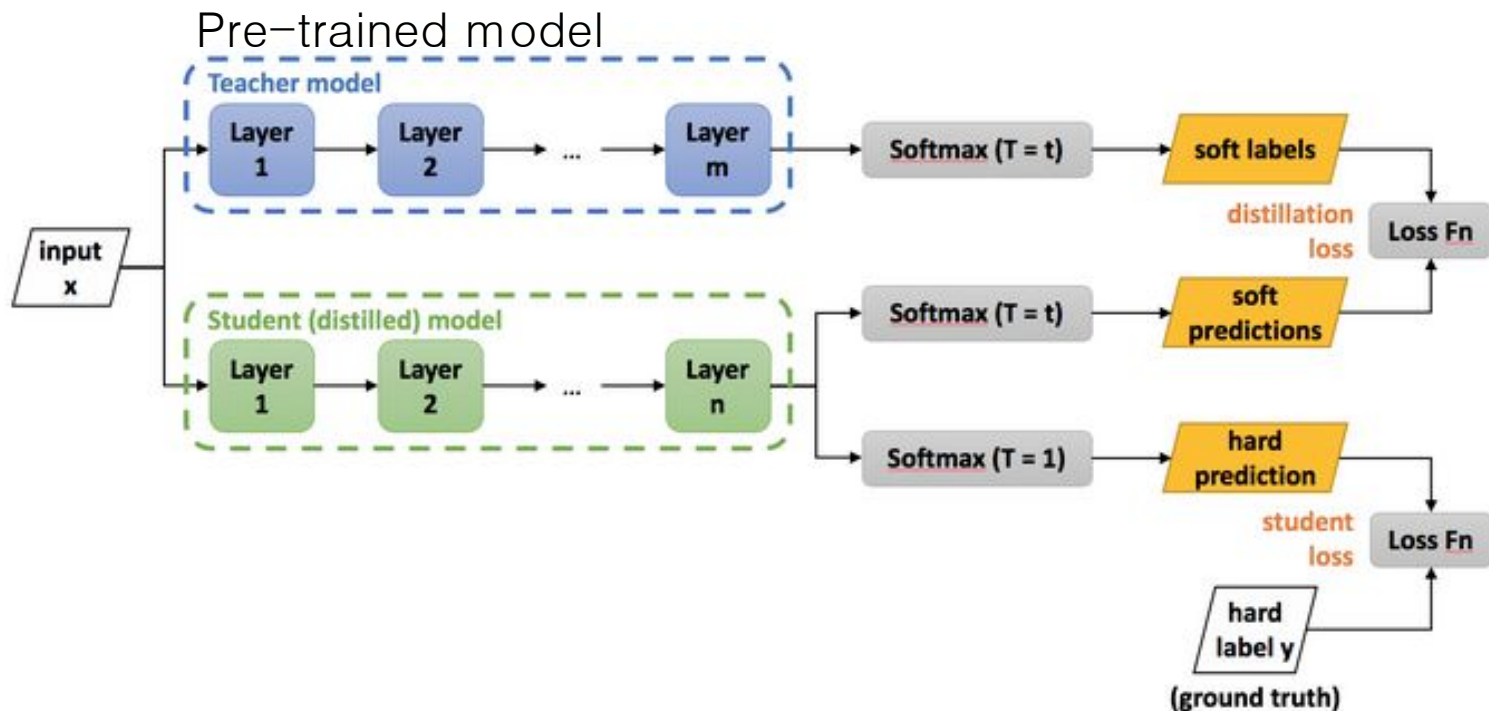 Pre-trained model
Teacher model
Layer
1
Layer
2
...
Layer
m
Softmax (T = t)
soft labels
distillation
loss
Loss Fn
input
x
Student (distilled) model
Layer
1
Layer
2
...
Layer
n
Softmax (T = t)
soft
predictions
Softmax (T = 1)
hard
prediction
student
loss
Loss Fn
hard
label y
(ground truth)